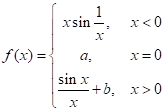 f(x) = { x sin 1/x, x < 0
a, x = 0
sin x / x + b, x > 0